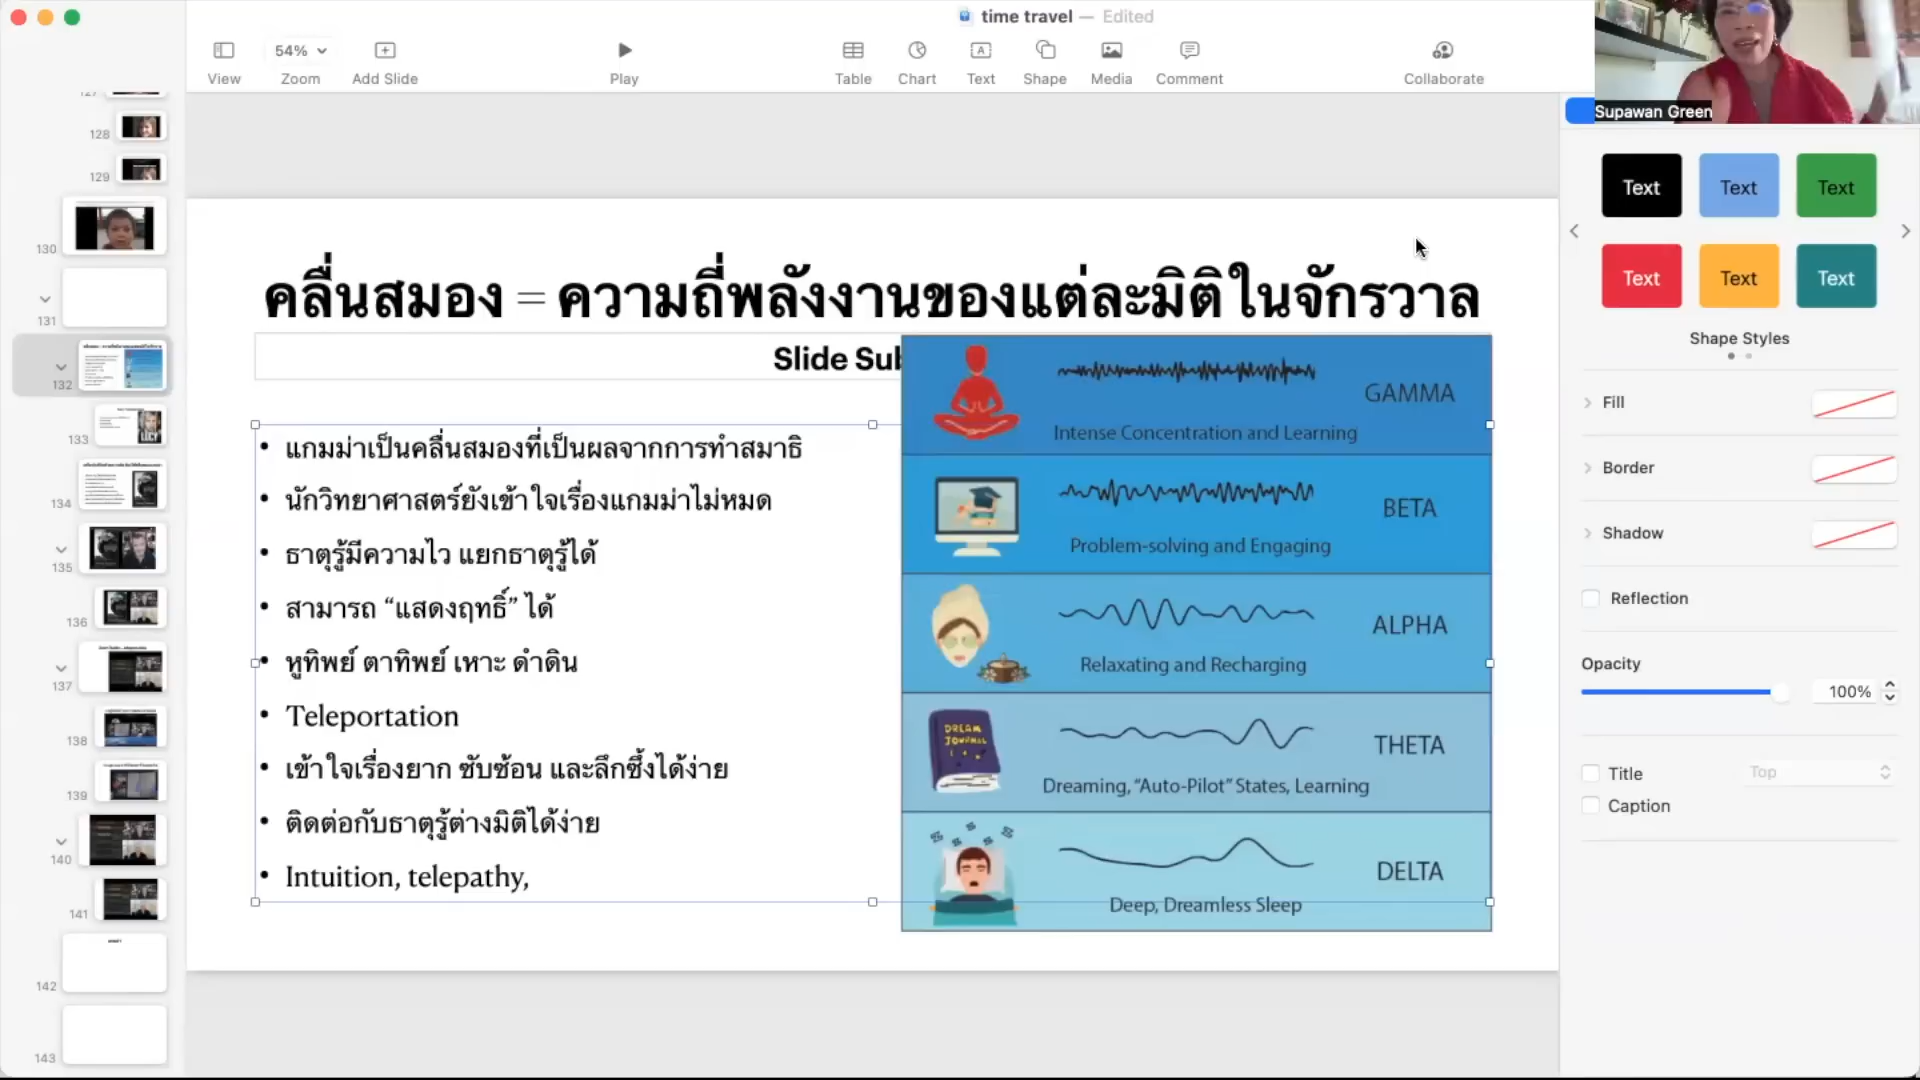 time travel — Edited
View
54%
Zoom
Add Slide
Play
Table
Chart
Text
Shape
Media
Comment
Collaborate
Supawan Green
127
128
129
130
131
132
133
134
135
136
137
138
139
140
141
142
143
คลื่นสมอง = ความถี่พลังงานของแต่ละมิติในจักรวาล
Slide Sub
• แกมม่าเป็นคลื่นสมองที่เป็นผลจากการทำสมาธิ
• นักวิทยาศาสตร์ยังเข้าใจเรื่องแกมม่าไม่หมด
• ธาตุรู้มีความไว แยกธาตุรู้ได้
• สามารถ “แสดงฤทธิ์” ได้
• หูทิพย์ ตาทิพย์ เหาะ ดำดิน
• Teleportation
• เข้าใจเรื่องยาก ซับซ้อน และลึกซึ้งได้ง่าย
• ติดต่อกับธาตุรู้ต่างมิติได้ง่าย
• Intuition, telepathy,
GAMMA
Intense Concentration and Learning
BETA
Problem-solving and Engaging
ALPHA
Relaxating and Recharging
DREAM
JOURNAL
THETA
Dreaming, “Auto-Pilot” States, Learning
DELTA
Deep, Dreamless Sleep
Text
Text
Text
Text
Text
Text
Shape Styles
Fill
Border
Shadow
Reflection
Opacity
100%
Title
Top
Caption